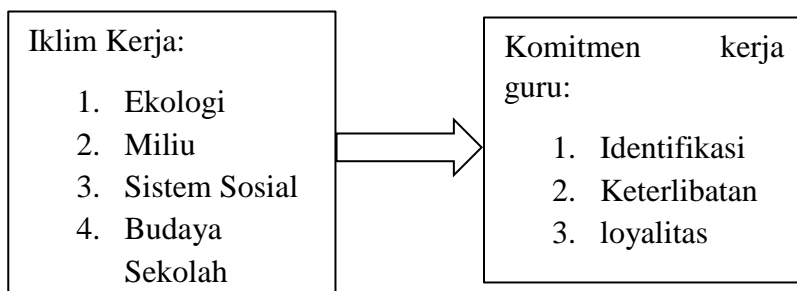 Iklim Kerja:
1. Ekologi
2. Miliu
3. Sistem Sosial
4. Budaya
Sekolah
Komitmen kerja
guru:
1. Identifikasi
2. Keterlibatan
3. loyalitas